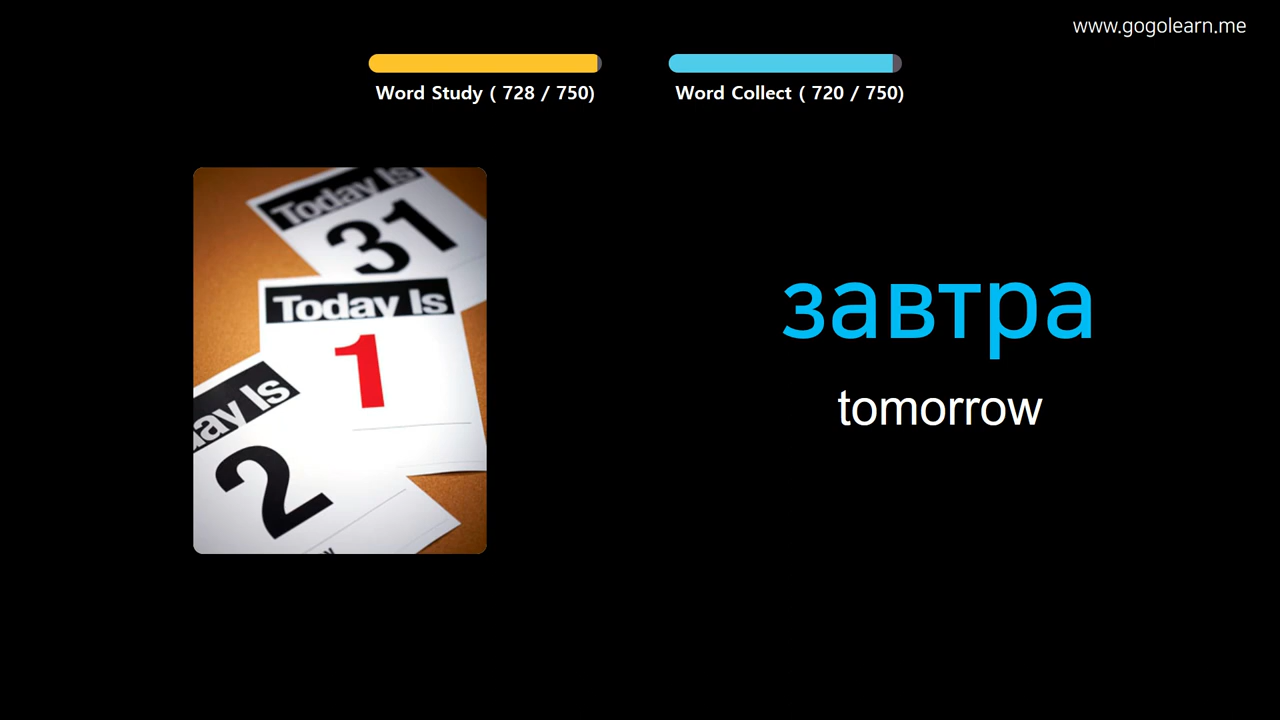 www.gogolearn.me
Word Study ( 728 / 750)
Word Collect ( 720 / 750)
Today Is
31
Today Is
1
ay Is
2
завтра
tomorrow